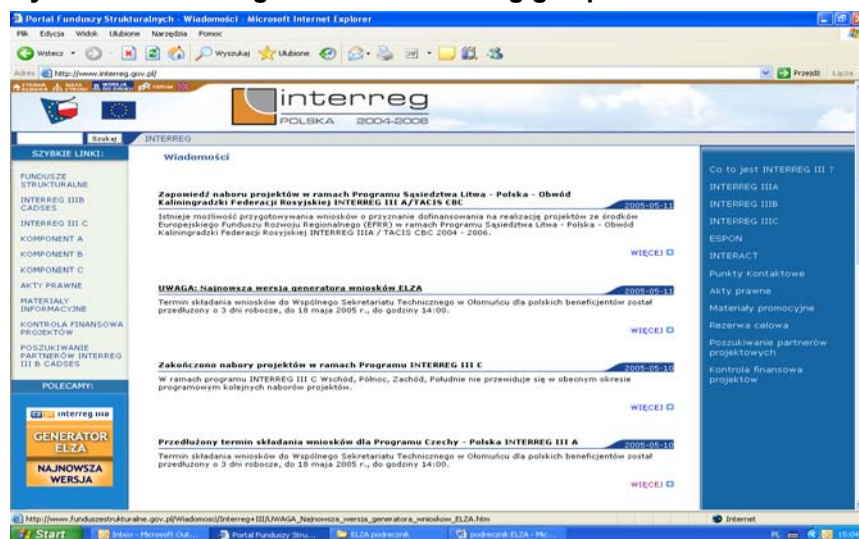 Portal Funduszy Strukturalnych - Wiadomości - Microsoft Internet Explorer
Plik Edycja Widok Ulubione Narzędzia Pomoc
Wstecz Wyszukaj Ulubione
Adres http://www.interreg.gov.pl/ Przejdź Łącza
interreg
POLSKA 2004-2006
Szukaj INTERREG
SZYBKIE LINKI:
FUNDUSZE
STRUKTURALNE
INTERREG IIIB
CADSES
INTERREG III C
KOMPONENT A
KOMPONENT B
KOMPONENT C
AKTY PRAWNE
MATERIAŁY
INFORMACYJNE
KONTROLA FINANSOWA
PROJEKTÓW
POSZUKIWANIE
PARTNERÓW INTERREG
III B CADSES
POLECAMY:
interreg IIIa
GENERATOR
ELZA
NAJNOWSZA
WERSJA
Wiadomości
Zapowiedź naboru projektów w ramach Programu Sąsiedztwa Litwa - Polska - Obwód
Kaliningradzki Federacji Rosyjskiej INTERREG III A/TACIS CBC 2005-05-11
Istnieje możliwość przygotowywania wniosków o przyznanie dofinansowania na realizację projektów ze środków
Europejskiego Funduszu Rozwoju Regionalnego (EFRR) w ramach Programu Sąsiedztwa Litwa - Polska - Obwód
Kaliningradzki Federacji Rosyjskiej INTERREG IIIA / TACIS CBC 2004 - 2006.
WIĘCEJ
UWAGA: Najnowsza wersja generatora wniosków ELZA 2005-05-11
Termin składania wniosków do Wspólnego Sekretariatu Technicznego w Ołomuńcu dla polskich beneficjentów został
przedłużony o 3 dni robocze, do 18 maja 2005 r., do godziny 14:00.
WIĘCEJ
Zakończono nabory projektów w ramach Programu INTERREG III C 2005-05-10
W ramach programu INTERREG III C Wschód, Północ, Zachód, Południe nie przewiduje się w obecnym okresie
programowym kolejnych naborów projektów.
WIĘCEJ
Przedłużony termin składania wniosków dla Programu Czechy - Polska INTERREG III A 2005-05-10
Termin składania wniosków do Wspólnego Sekretariatu Technicznego w Ołomuńcu dla polskich beneficjentów został
przedłużony o 3 dni robocze, do 18 maja 2005 r., do godziny 14:00.
WIĘCEJ
Co to jest INTERREG III ?
INTERREG IIIA
INTERREG IIIB
INTERREG IIIC
ESPON
INTERACT
Punkty Kontaktowe
Akty prawne
Materiały promocyjne
Rezerwa celowa
Poszukiwanie partnerów
projektowych
Kontrola finansowa
projektów
http://www.funduszestrukturalne.gov.pl/Wiadomosci/Interreg+III/UWAGA_Najnowsza_wersja_generatora_wnioskow_ELZA.htm Internet
Start Inbox - Microsoft Out... Portal Funduszy Stru... ELZA podrecznik podrecznik ELZA - Mic... PL 15:04